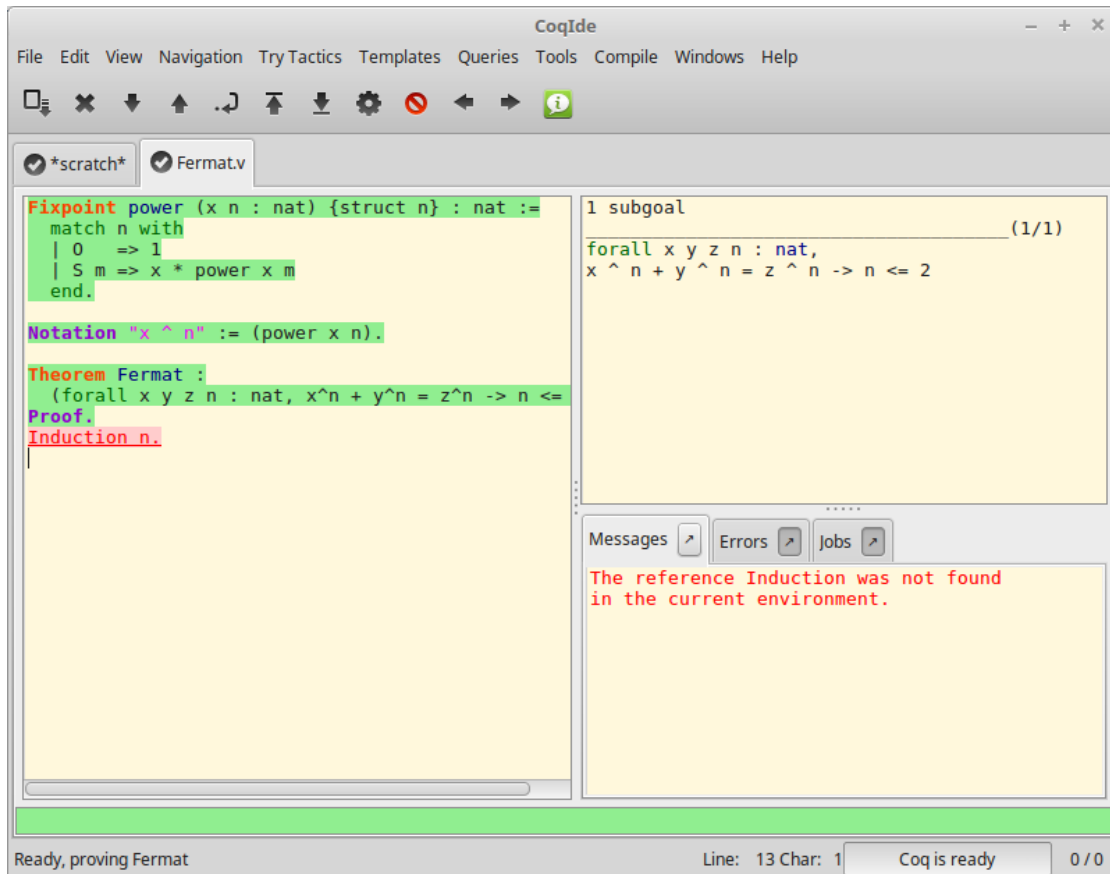 CoqIde
File Edit View Navigation Try Tactics Templates Queries Tools Compile Windows Help
*scratch* Fermat.v
Fixpoint power (x n : nat) {struct n} : nat :=
  match n with
  | O   => 1
  | S m => x * power x m
  end.
Notation "x ^ n" := (power x n).
Theorem Fermat :
  (forall x y z n : nat, x^n + y^n = z^n -> n <=
Proof.
Induction n.
1 subgoal
______________________________________(1/1)
forall x y z n : nat,
x ^ n + y ^ n = z ^ n -> n <= 2
Messages Errors Jobs
The reference Induction was not found
in the current environment.
Ready, proving Fermat Line: 13 Char: 1 Coq is ready 0 / 0